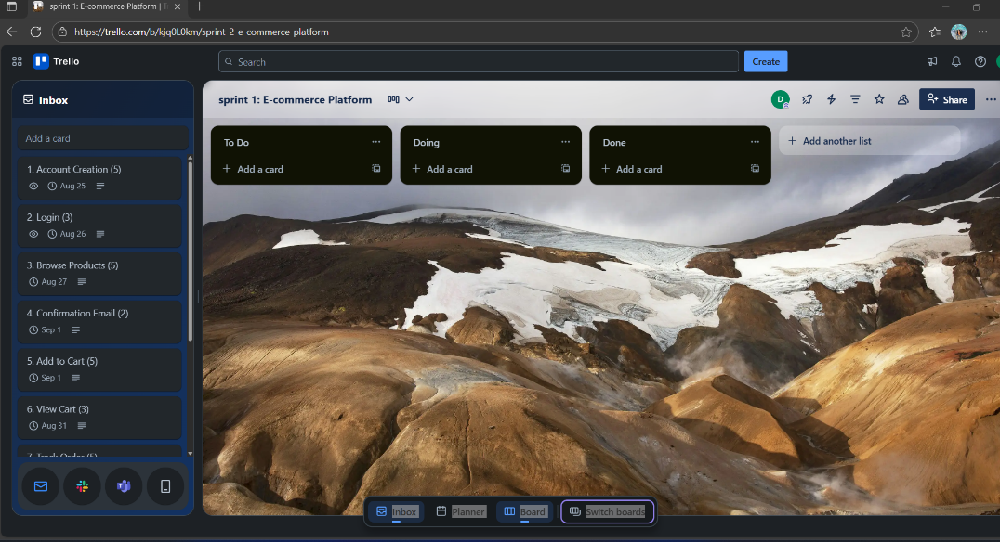 sprint 1: E-commerce Platform | T
https://trello.com/b/kjq0L0km/sprint-2-e-commerce-platform
Trello
Search
Create
Inbox
Add a card
1. Account Creation (5)
Aug 25
2. Login (3)
Aug 26
3. Browse Products (5)
Aug 27
4. Confirmation Email (2)
Sep 1
5. Add to Cart (5)
Sep 1
6. View Cart (3)
Aug 31
7. Track Order (5)
sprint 1: E-commerce Platform
D
Share
To Do
Add a card
Doing
Add a card
Done
Add a card
Add another list
Inbox
Planner
Board
Switch boards